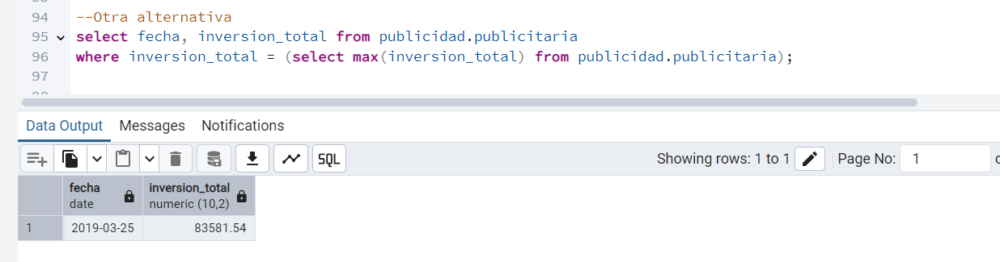 94 --Otra alternativa
95 select fecha, inversion_total from publicidad.publicitaria
96 where inversion_total = (select max(inversion_total) from publicidad.publicitaria);
97
Data Output Messages Notifications
SQL Showing rows: 1 to 1 Page No: 1
fecha inversion_total
date numeric (10,2)
1 2019-03-25 83581.54